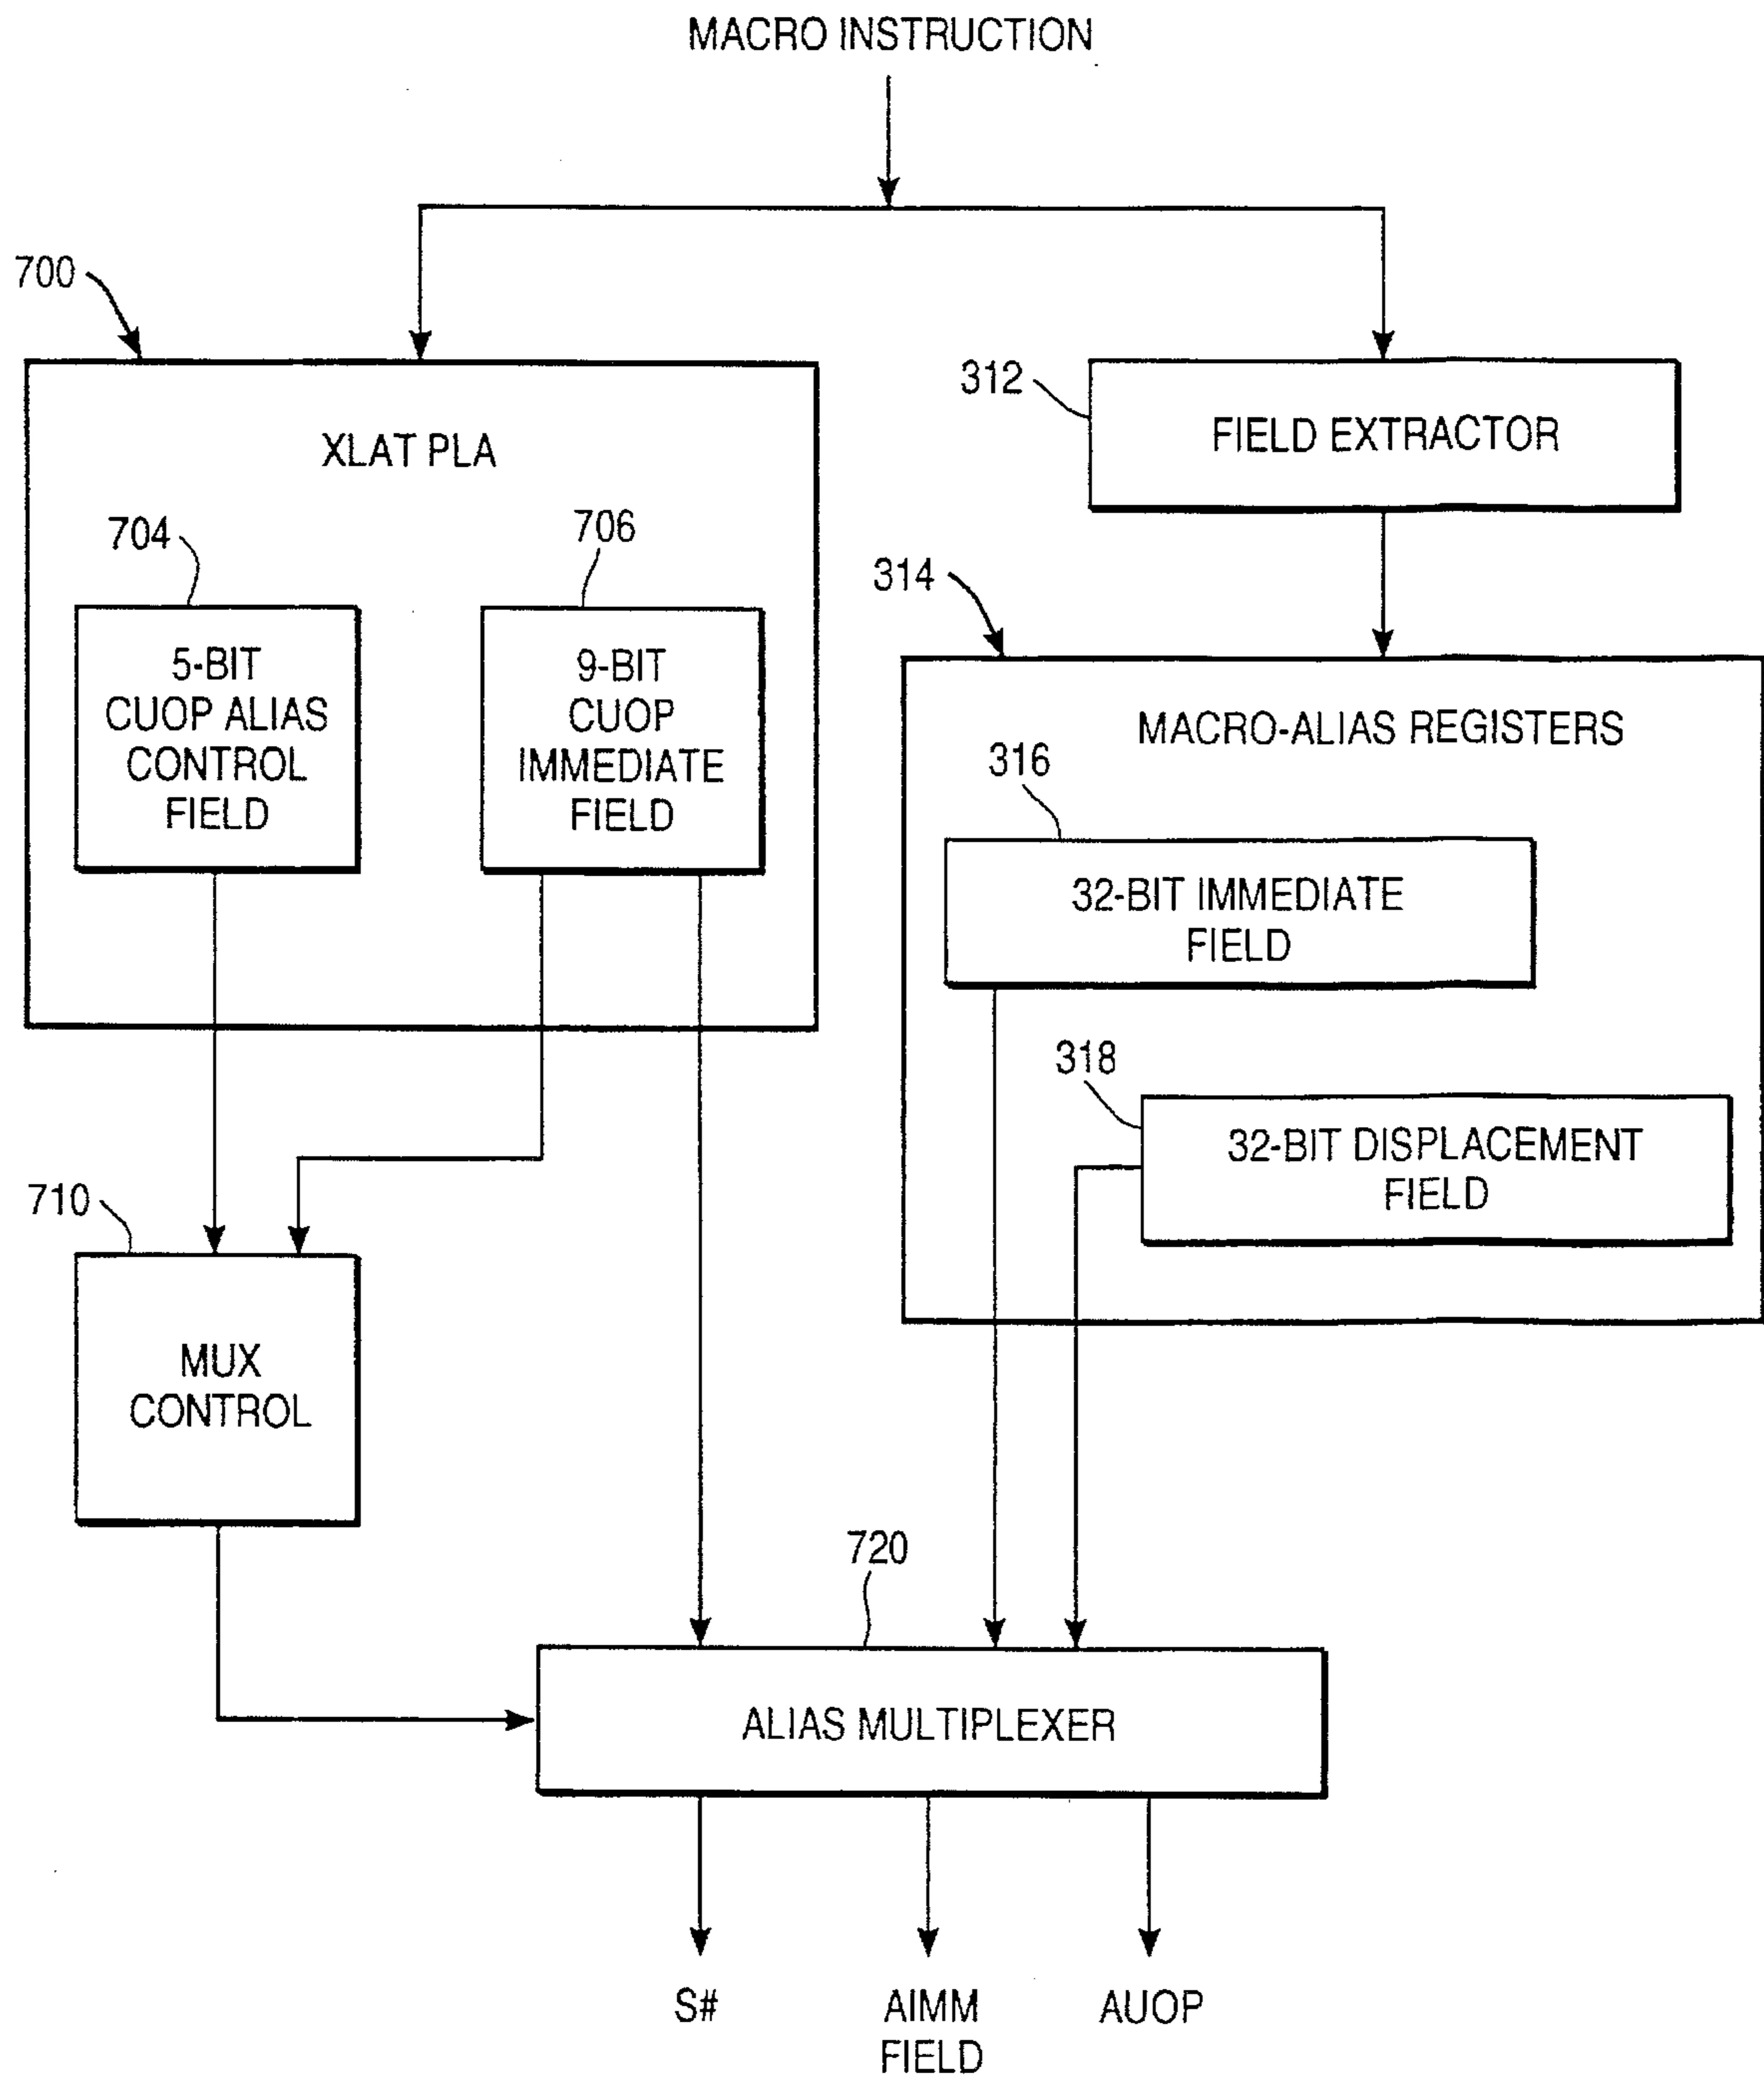 MACRO INSTRUCTION
700
XLAT PLA
312
FIELD EXTRACTOR
704
706
314
5-BIT
CUOP ALIAS
CONTROL
FIELD
9-BIT
CUOP
IMMEDIATE
FIELD
MACRO-ALIAS REGISTERS
316
32-BIT IMMEDIATE
FIELD
318
32-BIT DISPLACEMENT
FIELD
710
MUX
CONTROL
720
ALIAS MULTIPLEXER
S#
AIMM
FIELD
AUOP